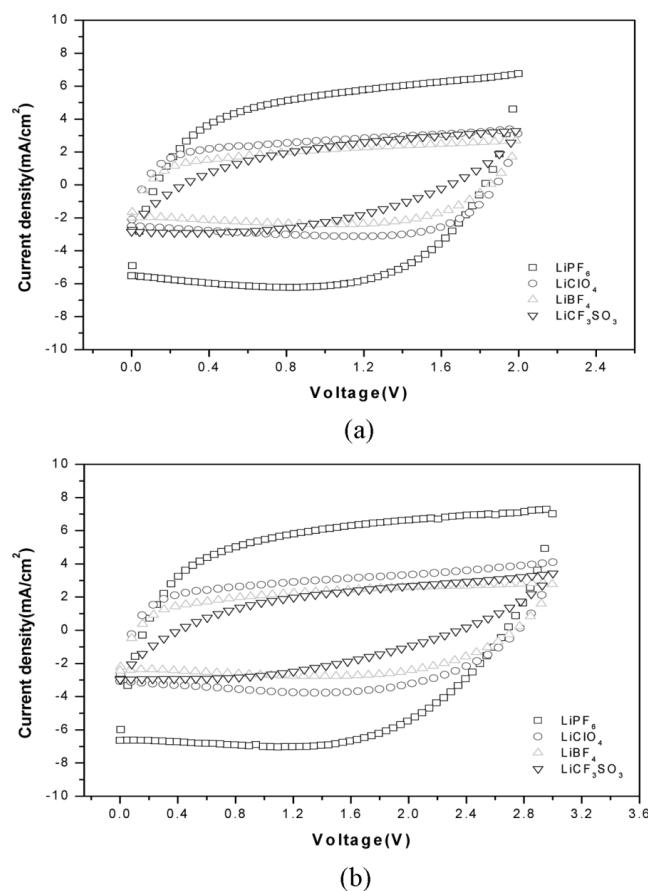 10
8
6
4
2
0
-2
-4
-6
-8
-10
Current density(mA/cm²)
LiPF₆
LiClO₄
LiBF₄
LiCF₃SO₃
0.0 0.4 0.8 1.2 1.6 2.0 2.4
Voltage(V)
(a)
10
8
6
4
2
0
-2
-4
-6
-8
-10
Current density(mA/cm²)
LiPF₆
LiClO₄
LiBF₄
LiCF₃SO₃
0.0 0.4 0.8 1.2 1.6 2.0 2.4 2.8 3.2 3.6
Voltage(V)
(b)